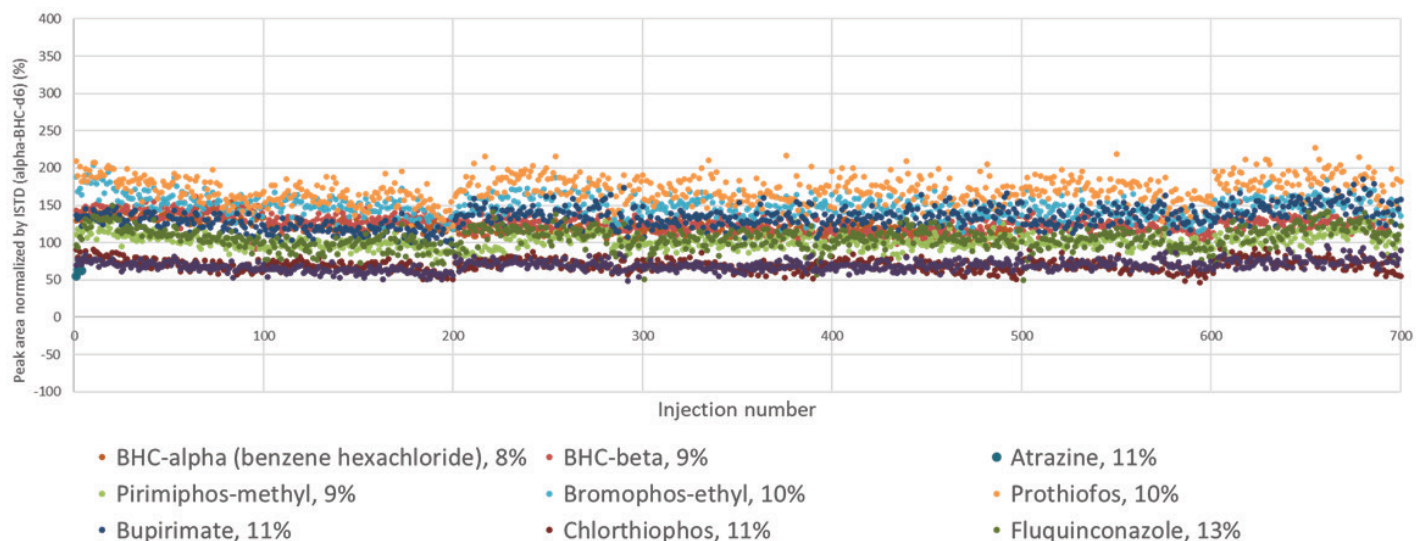 400
350
300
250
200
150
100
50
0
-50
-100
Peak area normalized by ISTD (alpha-BHC-d6) (%)
0 100 200 300 400 500 600 700
Injection number
BHC-alpha (benzene hexachloride), 8% BHC-beta, 9% Atrazine, 11%
Pirimiphos-methyl, 9% Bromophos-ethyl, 10% Prothiofos, 10%
Bupirimate, 11% Chlorthiophos, 11% Fluquinconazole, 13%